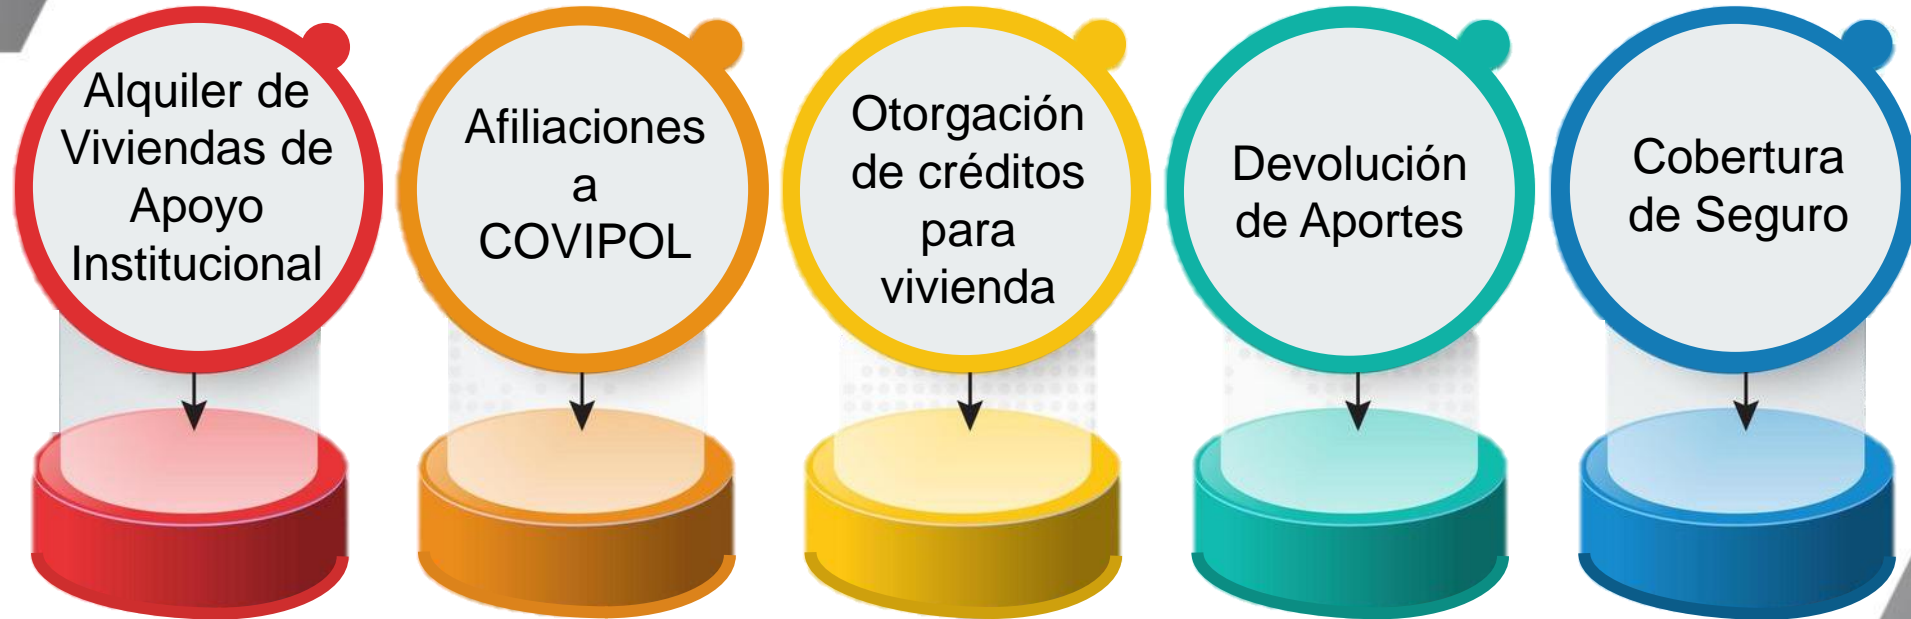 Alquiler de
Viviendas de
Apoyo
Institucional
Afiliaciones
a
COVIPOL
Otorgación
de créditos
para
vivienda
Devolución
de Aportes
Cobertura
de Seguro